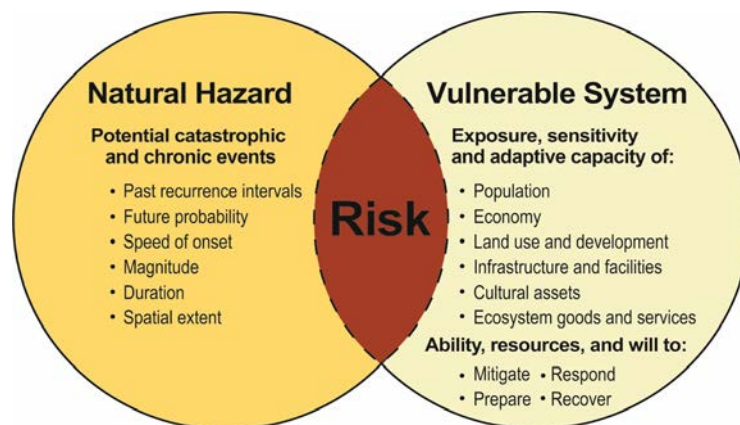 Natural Hazard
Potential catastrophic
and chronic events
• Past recurrence intervals
• Future probability
• Speed of onset
• Magnitude
• Duration
• Spatial extent
Risk
Vulnerable System
Exposure, sensitivity
and adaptive capacity of:
• Population
• Economy
• Land use and development
• Infrastructure and facilities
• Cultural assets
• Ecosystem goods and services
Ability, resources, and will to:
• Mitigate • Respond
• Prepare • Recover